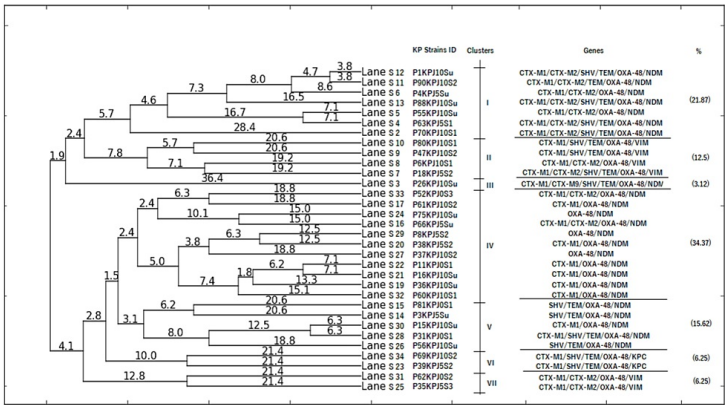 KP Strains ID Clusters Genes %
3.8
4.7 Lane S 12 P1KPJ10Su CTX-M1/CTX-M2/SHV/TEM/OXA-48/NDM
8.0 3.8 Lane S 11 P90KPJ10S2 CTX-M1/CTX-M2/TEM/OXA-48/NDM
7.3 8.6 Lane S 6 P4KPJ5Su CTX-M1/CTX-M2/OXA-48/NDM
4.6 16.5 Lane S 13 P88KPJ10Su I CTX-M1/CTX-M2/SHV/TEM/OXA-48/NDM (21.87)
16.7 7.1 Lane S 5 P55KPJ10Su CTX-M1/CTX-M2/OXA-48/NDM
5.7 7.1 Lane S 4 P63KPJ5S1 CTX-M1/CTX-M2/SHV/TEM/OXA-48/NDM
28.4 Lane S 2 P70KPJ10S1 CTX-M1/CTX-M2/SHV/TEM/OXA-48/NDM
2.4 5.7 20.6 Lane S 10 P80KPJ10S1 CTX-M1/SHV/TEM/OXA-48/VIM
20.6 Lane S 9 P47KPJ10S2 CTX-M1/SHV/TEM/OXA-48/VIM
7.8 7.1 19.2 Lane S 8 P6KPJ10S1 II CTX-M1/CTX-M2/OXA-48/VIM (12.5)
1.9 19.2 Lane S 7 P18KPJ5S2 CTX-M1/CTX-M2/SHV/TEM/OXA-48/VIM
36.4 Lane S 3 P26KPJ10Su III CTX-M1/CTX-M9/SHV/TEM/OXA-48/NDV (3.12)
6.3 18.8 Lane S 33 P52KPJ0S3 CTX-M1/CTX-M2/OXA-48/NDM
2.4 18.8 Lane S 17 P61KPJ10S2 CTX-M1/OXA-48/NDM
10.1 15.0 Lane S 24 P75KPJ10Su OXA-48/NDM
15.0 Lane S 16 P66KPJ5Su CTX-M1/CTX-M2/OXA-48/NDM
2.4 6.3 12.5 Lane S 29 P8KPJ5S2 OXA-48/NDM
3.8 12.5 Lane S 20 P38KPJ5S2 IV CTX-M1/OXA-48/NDM (34.37)
18.8 Lane S 27 P37KPJ10S2 OXA-48/NDM
5.0 6.2 7.1 Lane S 22 P11KPJ0S1 CTX-M1/OXA-48/NDM
1.5 1.8 7.1 Lane S 21 P16KPJ10Su CTX-M1/OXA-48/NDM
7.4 13.3 Lane S 19 P36KPJ10Su CTX-M1/OXA-48/NDM
15.1 Lane S 32 P60KPJ10S1 CTX-M1/OXA-48/NDM
6.2 20.6 Lane S 15 P81KPJ0S1 SHV/TEM/OXA-48/NDM
2.8 20.6 Lane S 14 P3KPJ5Su SHV/TEM/OXA-48/NDM
3.1 12.5 6.3 Lane S 30 P15KPJ10Su V CTX-M1/OXA-48/NDM (15.62)
8.0 6.3 Lane S 28 P31KPJ0S1 CTX-M1/SHV/TEM/OXA-48/NDM
18.8 Lane S 26 P56KPJ10Su SHV/TEM/OXA-48/NDM
4.1 10.0 21.4 Lane S 34 P69KPJ10S2 VI CTX-M1/SHV/TEM/OXA-48/KPC (6.25)
21.4 Lane S 23 P39KPJ5S2 CTX-M1/SHV/TEM/OXA-48/KPC
12.8 21.4 Lane S 31 P62KPJ0S2 VII CTX-M1/CTX-M2/OXA-48/VIM (6.25)
21.4 Lane S 25 P35KPJ5S3 CTX-M1/CTX-M2/OXA-48/VIM